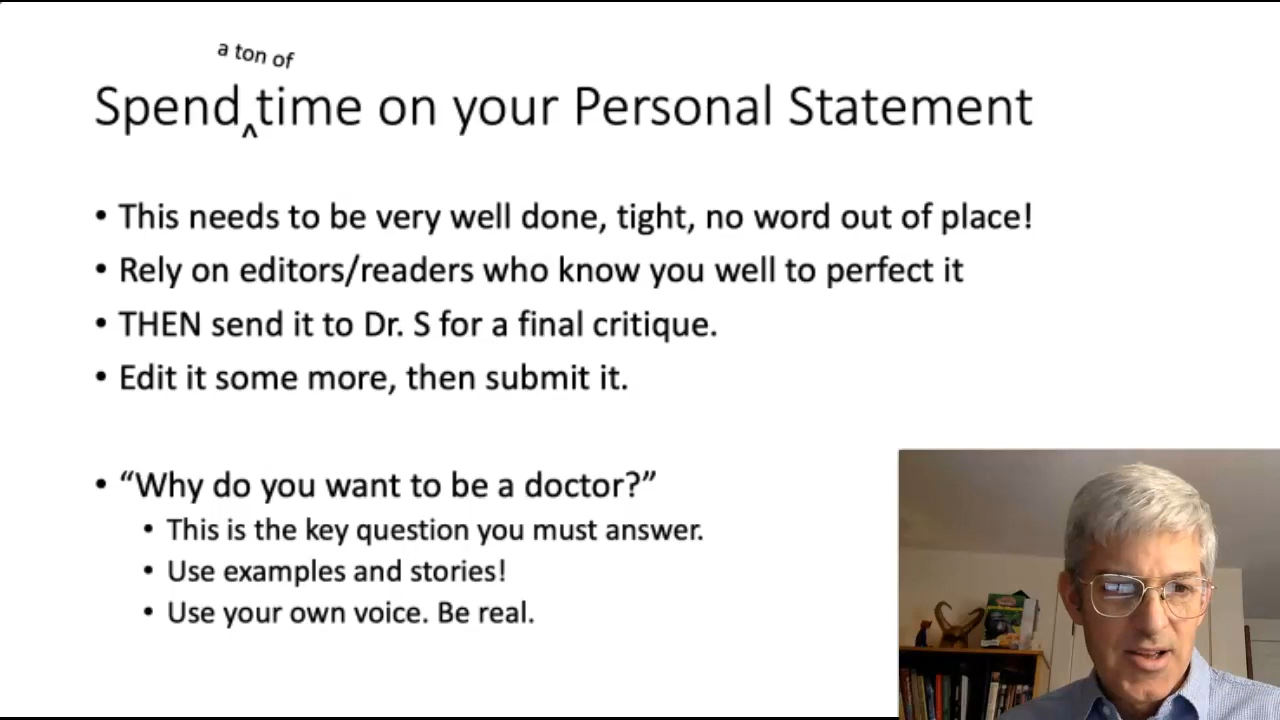 a ton of
Spend ^ time on your Personal Statement
• This needs to be very well done, tight, no word out of place!
• Rely on editors/readers who know you well to perfect it
• THEN send it to Dr. S for a final critique.
• Edit it some more, then submit it.
• “Why do you want to be a doctor?”
• This is the key question you must answer.
• Use examples and stories!
• Use your own voice. Be real.